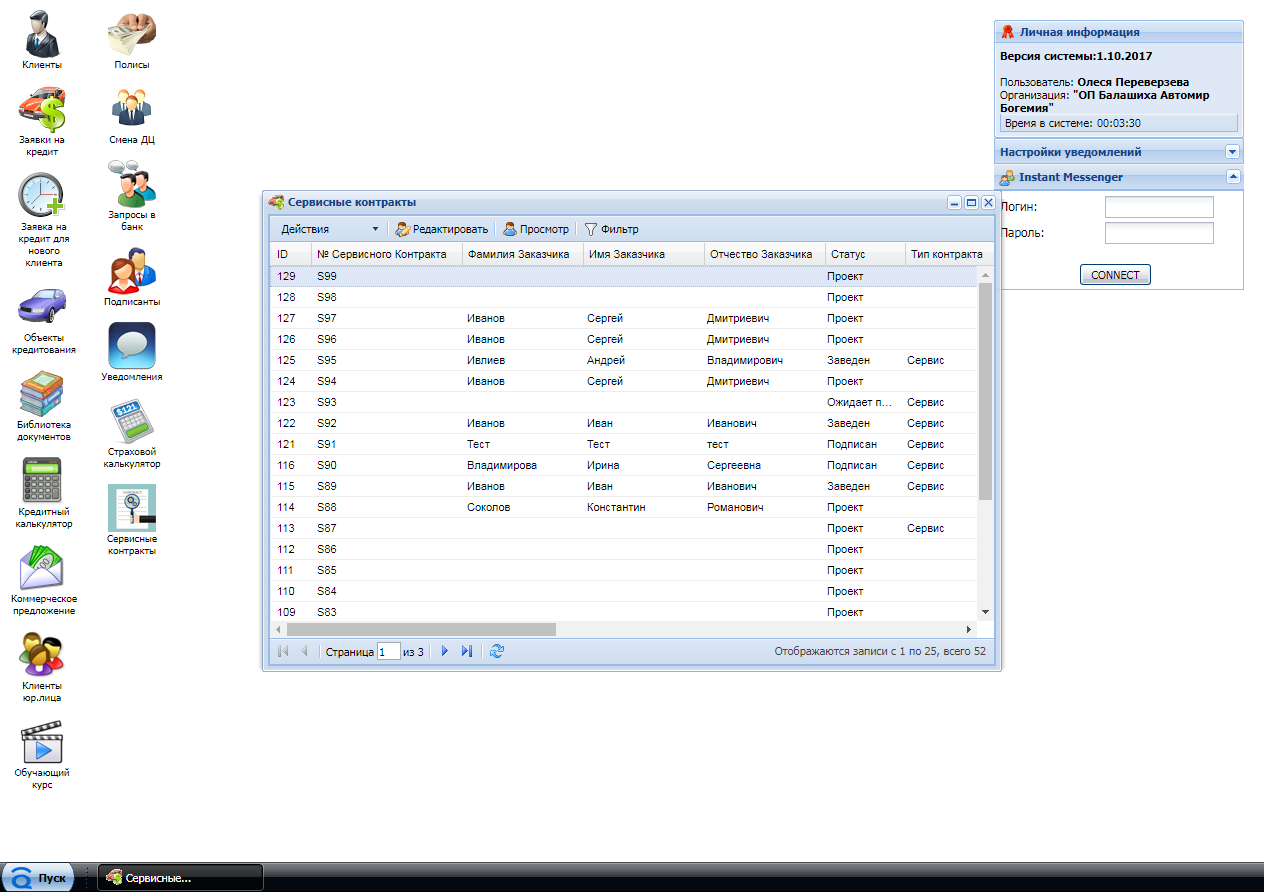 Клиенты
Полисы
Заявки на
кредит
Смена ДЦ
Заявка на
кредит для
нового
клиента
Запросы в
банк
Подписанты
Объекты
кредитования
Уведомления
Библиотека
документов
Страховой
калькулятор
Кредитный
калькулятор
Сервисные
контракты
Коммерческое
предложение
Клиенты
юр.лица
Обучающий
курс
Личная информация
Версия системы:1.10.2017
Пользователь: Олеся Переверзева
Организация: "ОП Балашиха Автомир
Богемия"
Время в системе: 00:03:30
Настройки уведомлений
Instant Messenger
Логин:
Пароль:
CONNECT
Сервисные контракты
Действия Редактировать Просмотр Фильтр
ID № Сервисного Контракта Фамилия Заказчика Имя Заказчика Отчество Заказчика Статус Тип контракта
129 S99 Проект
128 S98 Проект
127 S97 Иванов Сергей Дмитриевич Проект
126 S96 Иванов Сергей Дмитриевич Проект
125 S95 Ивлиев Андрей Владимирович Заведен Сервис
124 S94 Иванов Сергей Дмитриевич Проект
123 S93 Ожидает п... Сервис
122 S92 Иванов Иван Иванович Заведен Сервис
121 S91 Тест Тест тест Подписан Сервис
116 S90 Владимирова Ирина Сергеевна Подписан Сервис
115 S89 Иванов Иван Иванович Заведен Сервис
114 S88 Соколов Константин Романович Проект
113 S87 Проект Сервис
112 S86 Проект
111 S85 Проект
110 S84 Проект
109 S83 Проект
Страница 1 из 3 Отображаются записи с 1 по 25, всего 52
Пуск Сервисные...